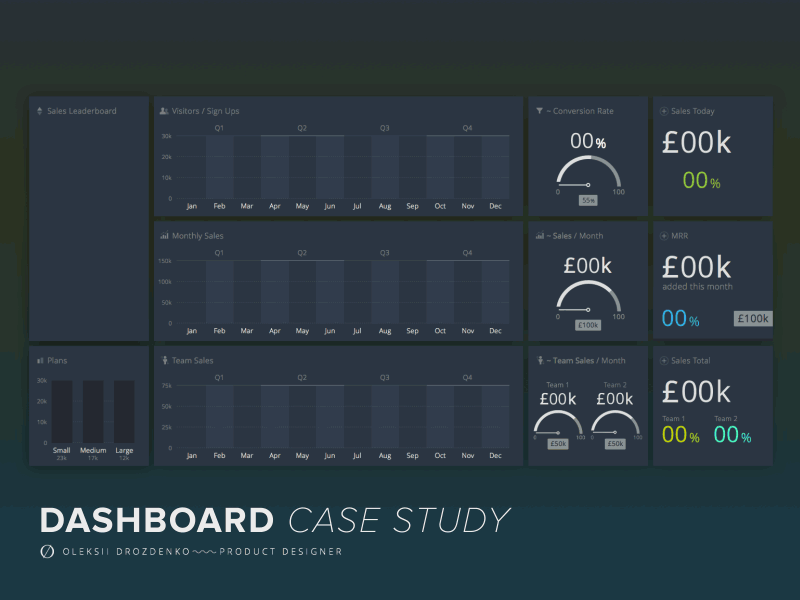 Sales Leaderboard
Visitors / Sign Ups
Q1 Q2 Q3 Q4
30k
20k
10k
0
Jan Feb Mar Apr May Jun Jul Aug Sep Oct Nov Dec
~ Conversion Rate
00%
0 100
55%
Sales Today
£00k
00%
Monthly Sales
Q1 Q2 Q3 Q4
150k
100k
50k
0
Jan Feb Mar Apr May Jun Jul Aug Sep Oct Nov Dec
~ Sales / Month
£00k
0 100
£100k
MRR
£00k
added this month
00% £100k
Plans
30k
20k
10k
0
Small Medium Large
23k 17k 12k
Team Sales
Q1 Q2 Q3 Q4
75k
50k
25k
0
Jan Feb Mar Apr May Jun Jul Aug Sep Oct Nov Dec
~ Team Sales / Month
Team 1 Team 2
£00k £00k
0 100 0 100
£50k £50k
Sales Total
£00k
Team 1 Team 2
00% 00%
DASHBOARD CASE STUDY
OLEKSII DROZDENKO PRODUCT DESIGNER